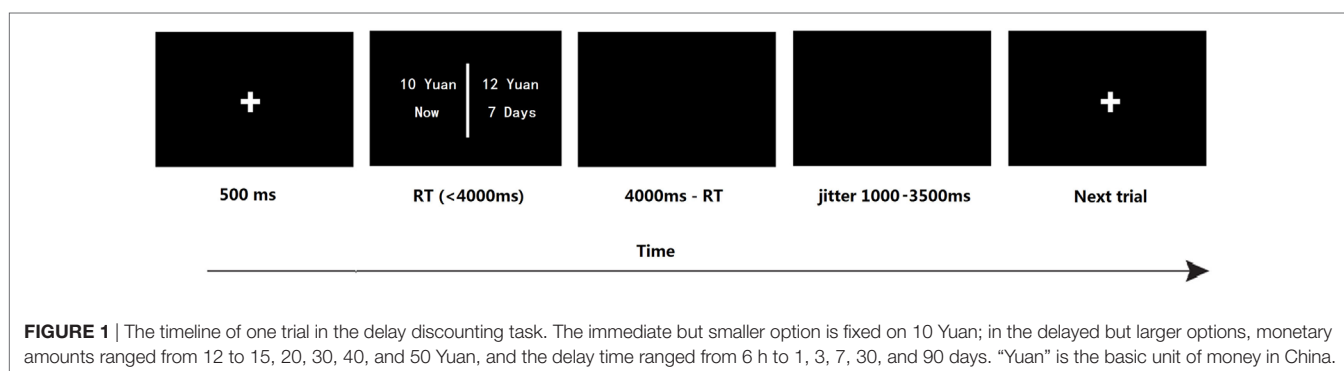 10 Yuan 12 Yuan
Now 7 Days
500 ms RT (<4000ms) 4000ms - RT jitter 1000-3500ms Next trial
Time
FIGURE 1 | The timeline of one trial in the delay discounting task. The immediate but smaller option is fixed on 10 Yuan; in the delayed but larger options, monetary
amounts ranged from 12 to 15, 20, 30, 40, and 50 Yuan, and the delay time ranged from 6 h to 1, 3, 7, 30, and 90 days. “Yuan” is the basic unit of money in China.